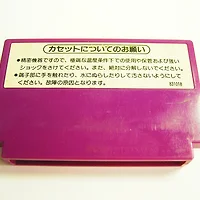 カセットについてのお願い
●精密機器ですので、極端な温度条件下での使用や保管および強い
ショックをさけてください。また、絶対に分解しないでください。
●端子部に手を触れたり、水にぬらしたりして汚さないようにして
ください。故障の原因となります。